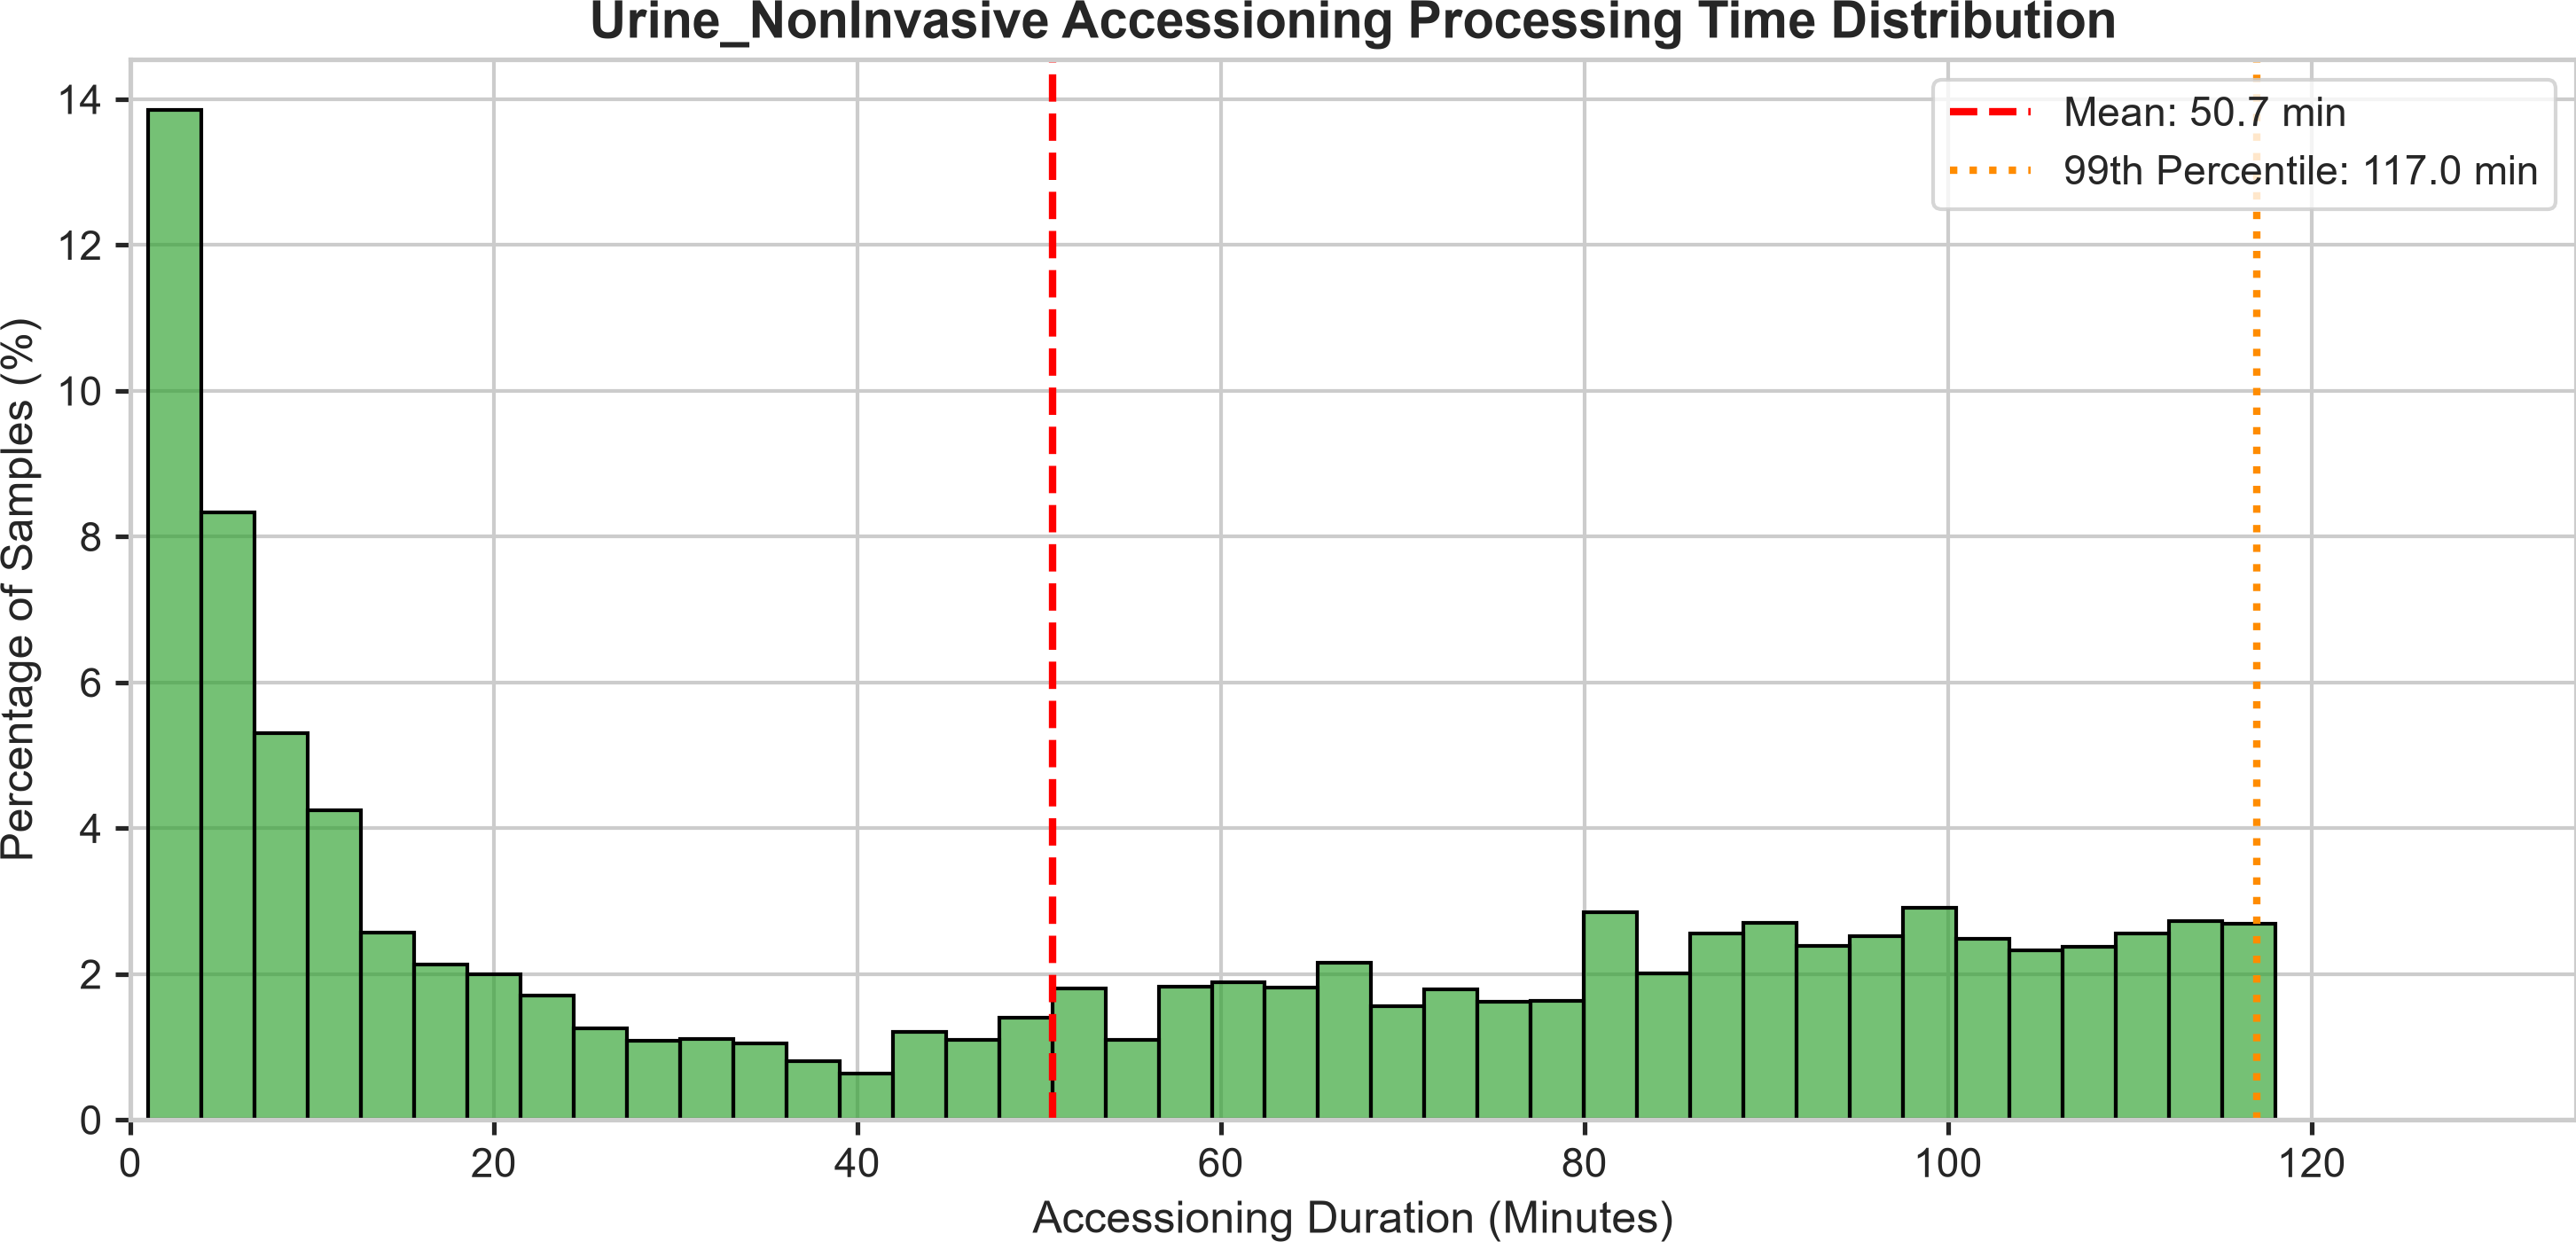 Urine_NonInvasive Accessioning Processing Time Distribution
Mean: 50.7 min
99th Percentile: 117.0 min
Percentage of Samples (%)
14
12
10
8
6
4
2
0
0 20 40 60 80 100 120
Accessioning Duration (Minutes)